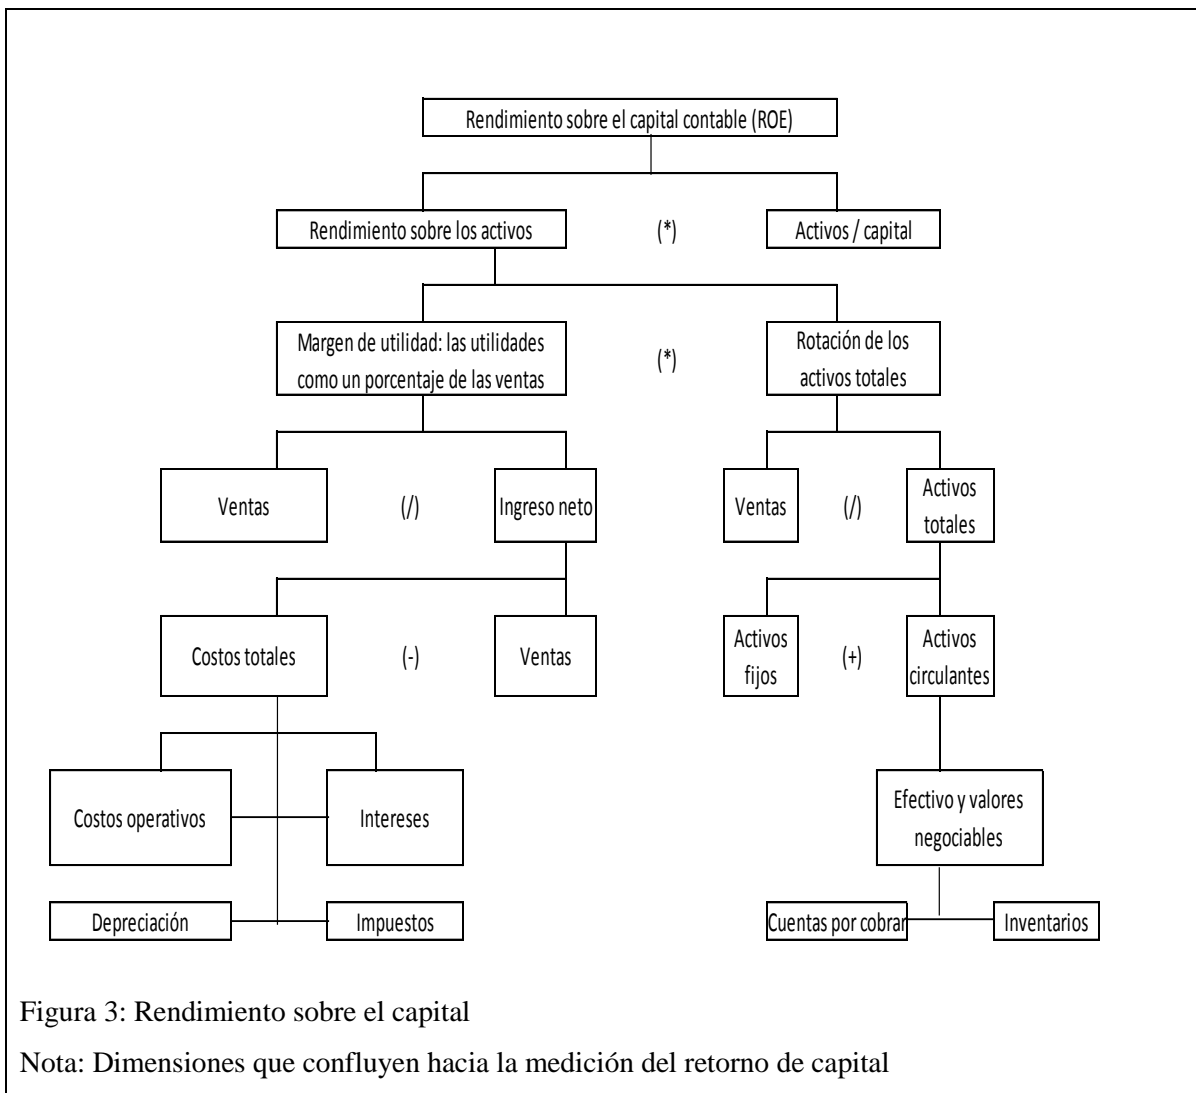 Rendimiento sobre el capital contable (ROE)
Rendimiento sobre los activos
(*)
Activos / capital
Margen de utilidad: las utilidades
como un porcentaje de las ventas
(*)
Rotación de los
activos totales
Ventas
(/)
Ingreso neto
Ventas
(/)
Activos
totales
Costos totales
(-)
Ventas
Activos
fijos
(+)
Activos
circulantes
Costos operativos
Intereses
Efectivo y valores
negociables
Depreciación
Impuestos
Cuentas por cobrar
Inventarios
Figura 3: Rendimiento sobre el capital
Nota: Dimensiones que confluyen hacia la medición del retorno de capital